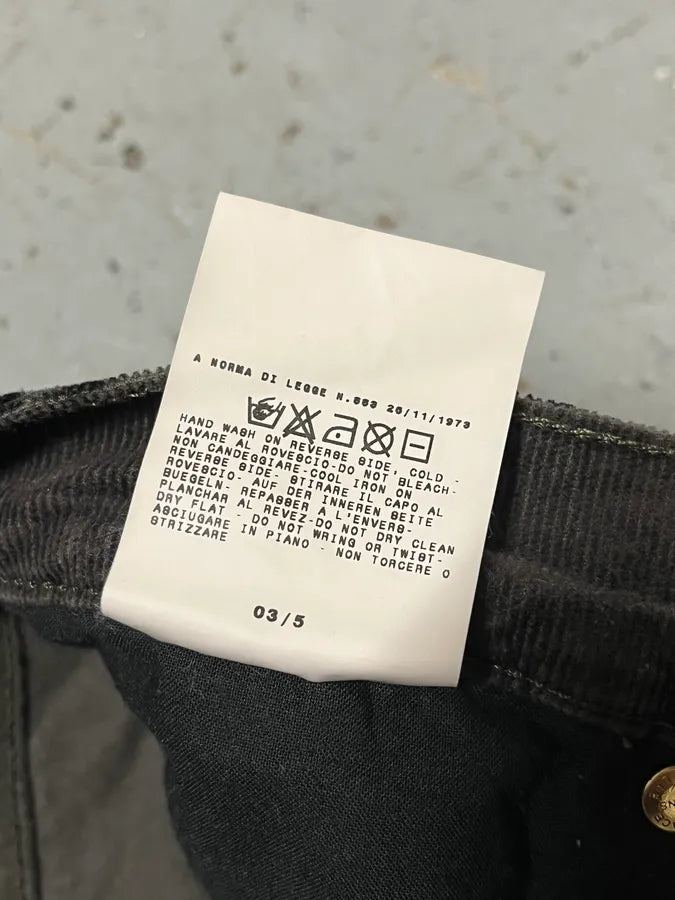 A NORMA DI LEGGE N.883 26/11/1973
HAND WASH ON REVERSE SIDE, COLD -
LAVARE AL ROVESCIO-DO NOT BLEACH-
NON CANDEGGIARE-COOL IRON ON
REVERSE SIDE- STIRARE IL CAPO AL
ROVESCIO- AUF DER INNEREN SEITE
BUEGELN- REPASSER A L'ENVERS-
PLANCHAR AL REVEZ-DO NOT DRY CLEAN
DRY FLAT - DO NOT WRING OR TWIST-
ASCIUGARE IN PIANO - NON TORCERE O
STRIZZARE
03/5